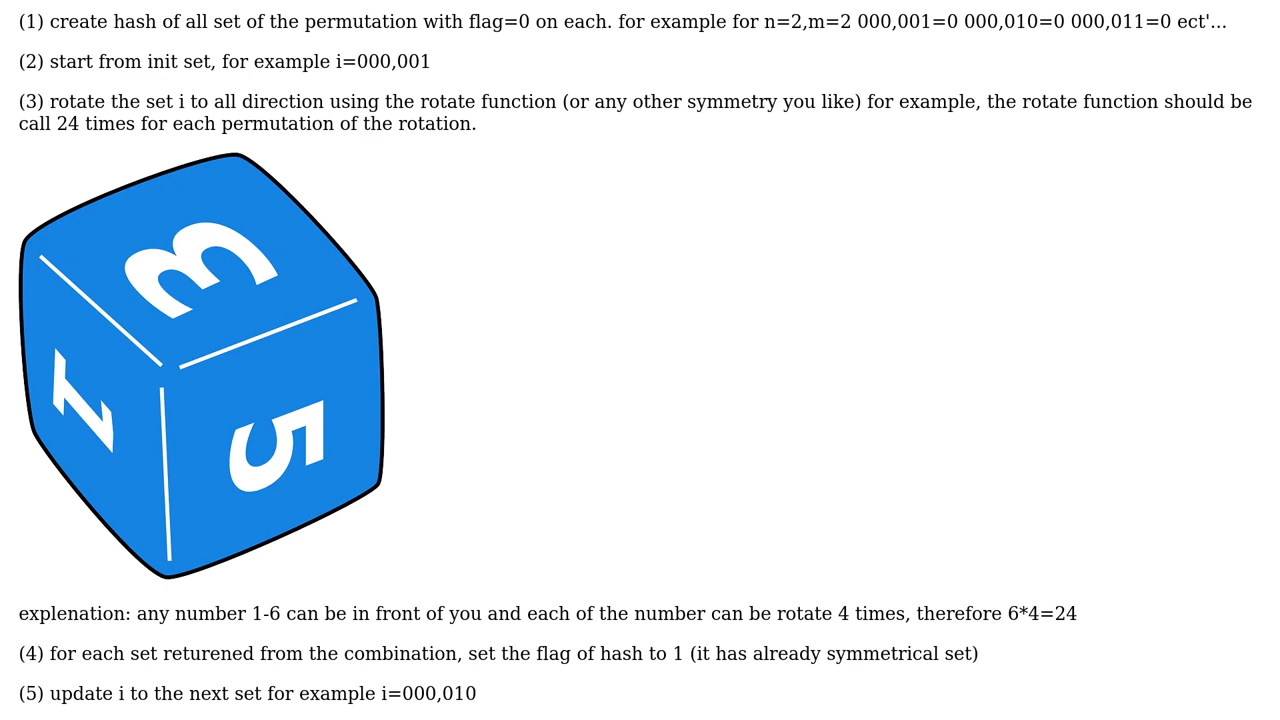 (1) create hash of all set of the permutation with flag=0 on each. for example for n=2,m=2 000,001=0 000,010=0 000,011=0 ect'...
(2) start from init set, for example i=000,001
(3) rotate the set i to all direction using the rotate function (or any other symmetry you like) for example, the rotate function should be
call 24 times for each permutation of the rotation.
3
1
5
explenation: any number 1-6 can be in front of you and each of the number can be rotate 4 times, therefore 6*4=24
(4) for each set returened from the combination, set the flag of hash to 1 (it has already symmetrical set)
(5) update i to the next set for example i=000,010